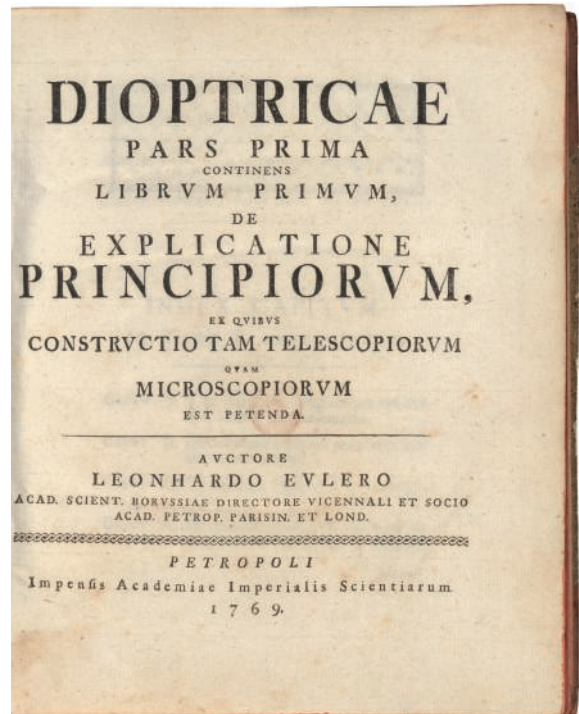 DIOPTRICAE
PARS PRIMA
CONTINENS
LIBRVM PRIMVM,
DE
EXPLICATIONE
PRINCIPIORVM,
EX QVIBVS
CONSTRVCTIO TAM TELESCOPIORVM
QVAM
MICROSCOPIORVM
EST PETENDA.
AVCTORE
LEONHARDO EVLERO
ACAD. SCIENT. BORVSSIAE DIRECTORE VICENNALI ET SOCIO
ACAD. PETROP. PARISIN. ET LOND.
PETROPOLI
Impensis Academiae Imperialis Scientiarum
1769.